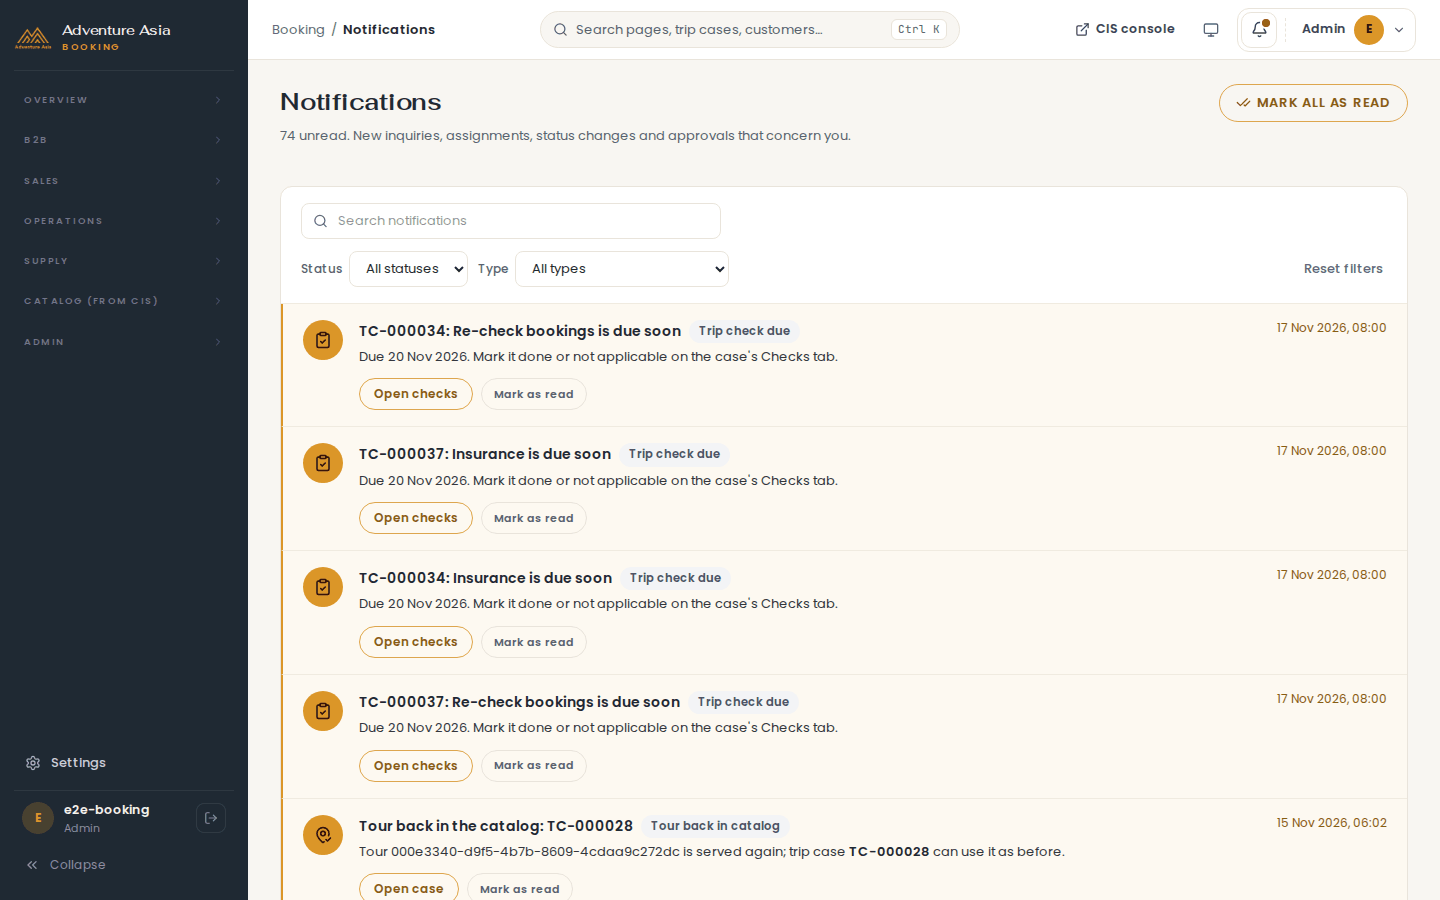 Adventure Asia
BOOKING
Adventure Asia
OVERVIEW
B2B
SALES
OPERATIONS
SUPPLY
CATALOG (FROM CIS)
ADMIN
Settings
E
e2e-booking
Admin
Collapse
Booking / Notifications
Search pages, trip cases, customers...
Ctrl K
CIS console
Admin
E
Notifications
74 unread. New inquiries, assignments, status changes and approvals that concern you.
MARK ALL AS READ
Search notifications
Status
All statuses
Type
All types
Reset filters
TC-000034: Re-check bookings is due soon
Trip check due
17 Nov 2026, 08:00
Due 20 Nov 2026. Mark it done or not applicable on the case's Checks tab.
Open checks
Mark as read
TC-000037: Insurance is due soon
Trip check due
17 Nov 2026, 08:00
Due 20 Nov 2026. Mark it done or not applicable on the case's Checks tab.
Open checks
Mark as read
TC-000034: Insurance is due soon
Trip check due
17 Nov 2026, 08:00
Due 20 Nov 2026. Mark it done or not applicable on the case's Checks tab.
Open checks
Mark as read
TC-000037: Re-check bookings is due soon
Trip check due
17 Nov 2026, 08:00
Due 20 Nov 2026. Mark it done or not applicable on the case's Checks tab.
Open checks
Mark as read
Tour back in the catalog: TC-000028
Tour back in catalog
15 Nov 2026, 06:02
Tour 000e3340-d9f5-4b7b-8609-4cdaa9c272dc is served again; trip case TC-000028 can use it as before.
Open case
Mark as read